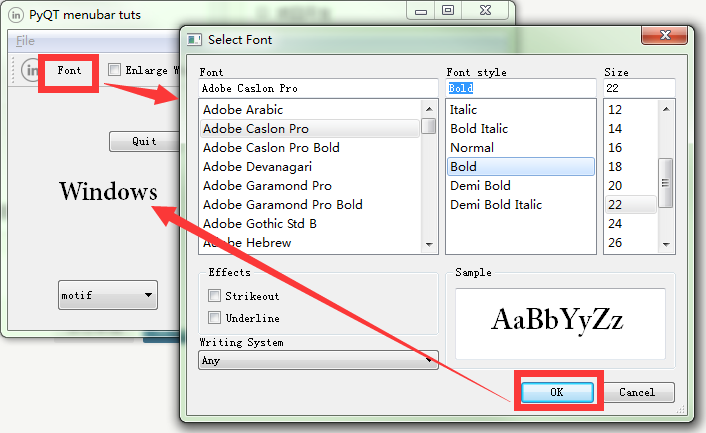 PyQT menubar tuts
File
in
Font
Enlarge W
Quit
Windows
motif
Select Font
Font
Adobe Caslon Pro
Adobe Arabic
Adobe Caslon Pro
Adobe Caslon Pro Bold
Adobe Devanagari
Adobe Garamond Pro
Adobe Garamond Pro Bold
Adobe Gothic Std B
Adobe Hebrew
Font style
Bold
Italic
Bold Italic
Normal
Bold
Demi Bold
Demi Bold Italic
Size
22
12
14
16
18
20
22
24
26
Effects
Strikeout
Underline
Sample
AaBbYyZz
Writing System
Any
OK
Cancel